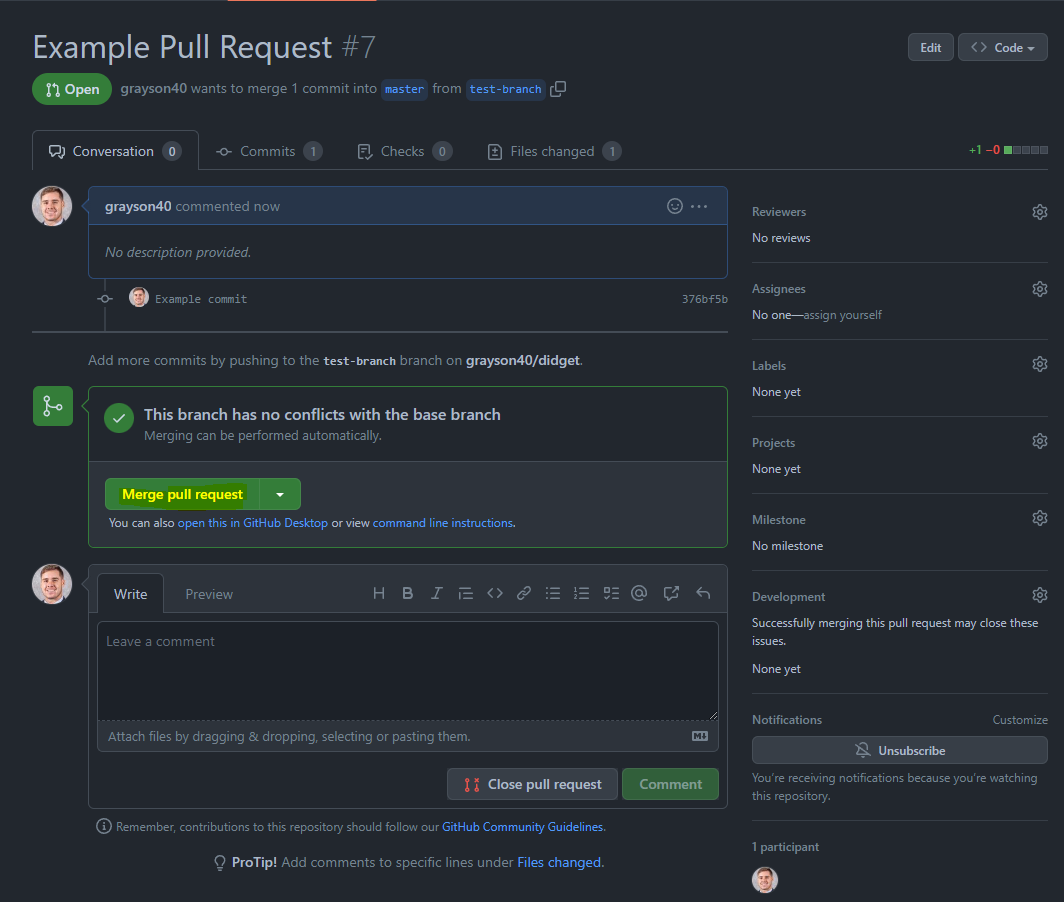 Example Pull Request #7
Edit
Code
Open
grayson40 wants to merge 1 commit into master from test-branch
Conversation 0
Commits 1
Checks 0
Files changed 1
+1 −0
grayson40 commented now
No description provided.
Example commit
376bf5b
Add more commits by pushing to the test-branch branch on grayson40/didget.
This branch has no conflicts with the base branch
Merging can be performed automatically.
Merge pull request
You can also open this in GitHub Desktop or view command line instructions.
Write
Preview
Leave a comment
Attach files by dragging & dropping, selecting or pasting them.
Close pull request
Comment
Remember, contributions to this repository should follow our GitHub Community Guidelines.
ProTip! Add comments to specific lines under Files changed.
Reviewers
No reviews
Assignees
No one—assign yourself
Labels
None yet
Projects
None yet
Milestone
No milestone
Development
Successfully merging this pull request may close these
issues.
None yet
Notifications
Customize
Unsubscribe
You're receiving notifications because you're watching
this repository.
1 participant